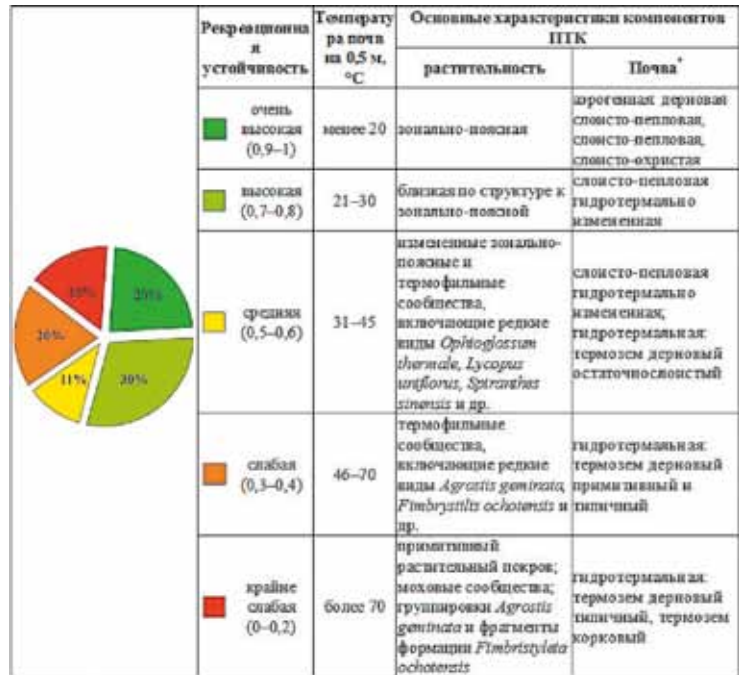 Рекреационна
я
устойчивость
Температу
ра почв
на 0,5 м,
°C
Основные характеристики компонентов
ПТК
растительность
Почва*
очень
высокая
(0,9–1)
менее 20
зонально-поясная
аэрогенная дерновая
слоисто-пепловая,
слоисто-пепловая,
слоисто-охристая
высокая
(0,7–0,8)
21–30
близкая по структуре к
зонально-поясной
слоисто-пепловая
гидротермально
измененная
средняя
(0,5–0,6)
31–45
измененные зонально-
поясные и
термофильные
сообщества,
включающие редкие
виды Ophioglossum
thermale, Lycopus
uniflorus, Spiranthes
sinensis и др.
слоисто-пепловая
гидротермально
измененная;
гидротермальная:
термозем дерновый
остаточнослоистый
слабая
(0,3–0,4)
46–70
термофильные
сообщества,
включающие редкие
виды Agrostis geminata,
Fimbrystilis ochotensis и
др.
гидротермальная:
термозем дерновый
примитивный и
типичный
крайне
слабая
(0–0,2)
более 70
примитивный
растительный покров;
моховые сообщества;
группировки Agrostis
geminata и фрагменты
формации Fimbristyleta
ochotensis
гидротермальная:
термозем дерновый
типичный, термозем
корковый
20%
11%